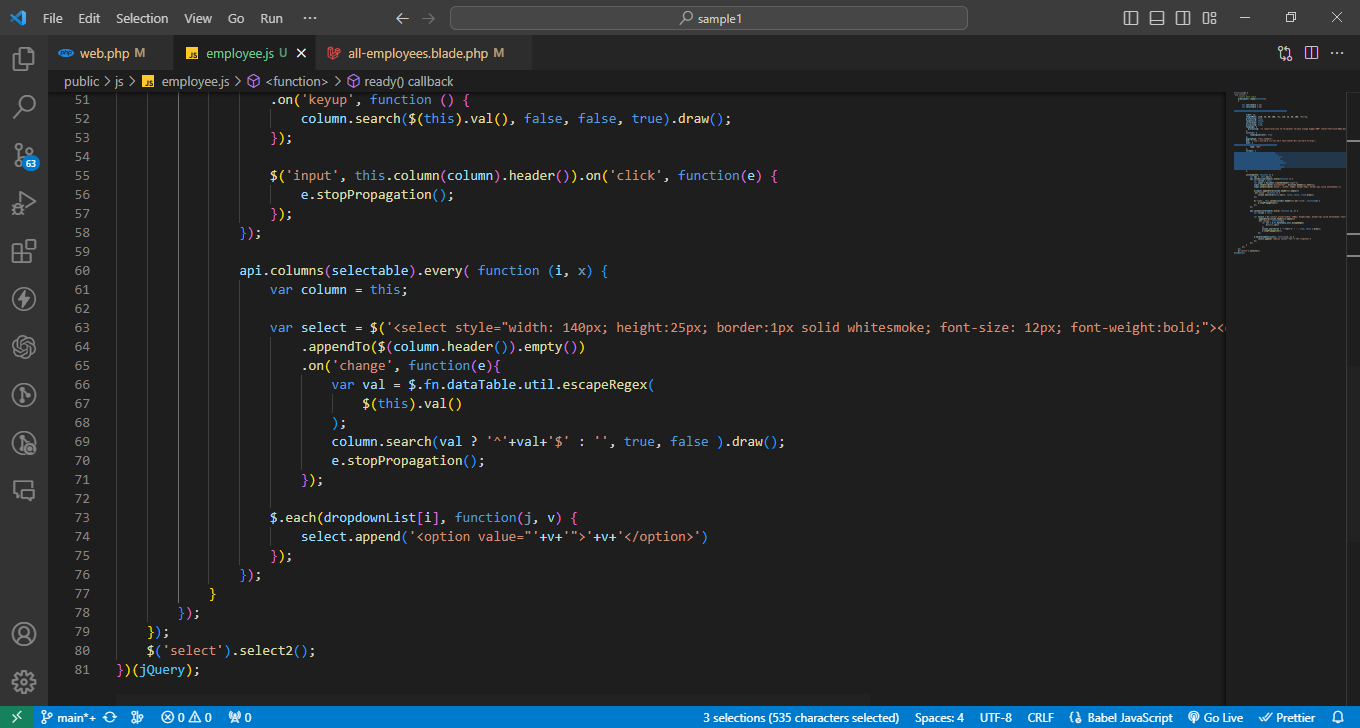 File Edit Selection View Go Run ··· sample1
web.php M employee.js U all-employees.blade.php M
public > js > employee.js > <function> > ready() callback
51 .on('keyup', function () {
52 column.search($(this).val(), false, false, true).draw();
53 });
54
55 $('input', this.column(column).header()).on('click', function(e) {
56 e.stopPropagation();
57 });
58 });
59
60 api.columns(selectable).every( function (i, x) {
61 var column = this;
62
63 var select = $('<select style="width: 140px; height:25px; border:1px solid whitesmoke; font-size: 12px; font-weight:bold;"><
64 .appendTo($(column.header()).empty())
65 .on('change', function(e){
66 var val = $.fn.dataTable.util.escapeRegex(
67 $(this).val()
68 );
69 column.search(val ? '^'+val+'$' : '', true, false ).draw();
70 e.stopPropagation();
71 });
72
73 $.each(dropdownList[i], function(j, v) {
74 select.append('<option value="'+v+'">'+v+'</option>')
75 });
76 });
77 }
78 });
79 });
80 $('select').select2();
81 })(jQuery);
63
main*+ 0 0 0 3 selections (535 characters selected) Spaces: 4 UTF-8 CRLF Babel JavaScript Go Live Prettier